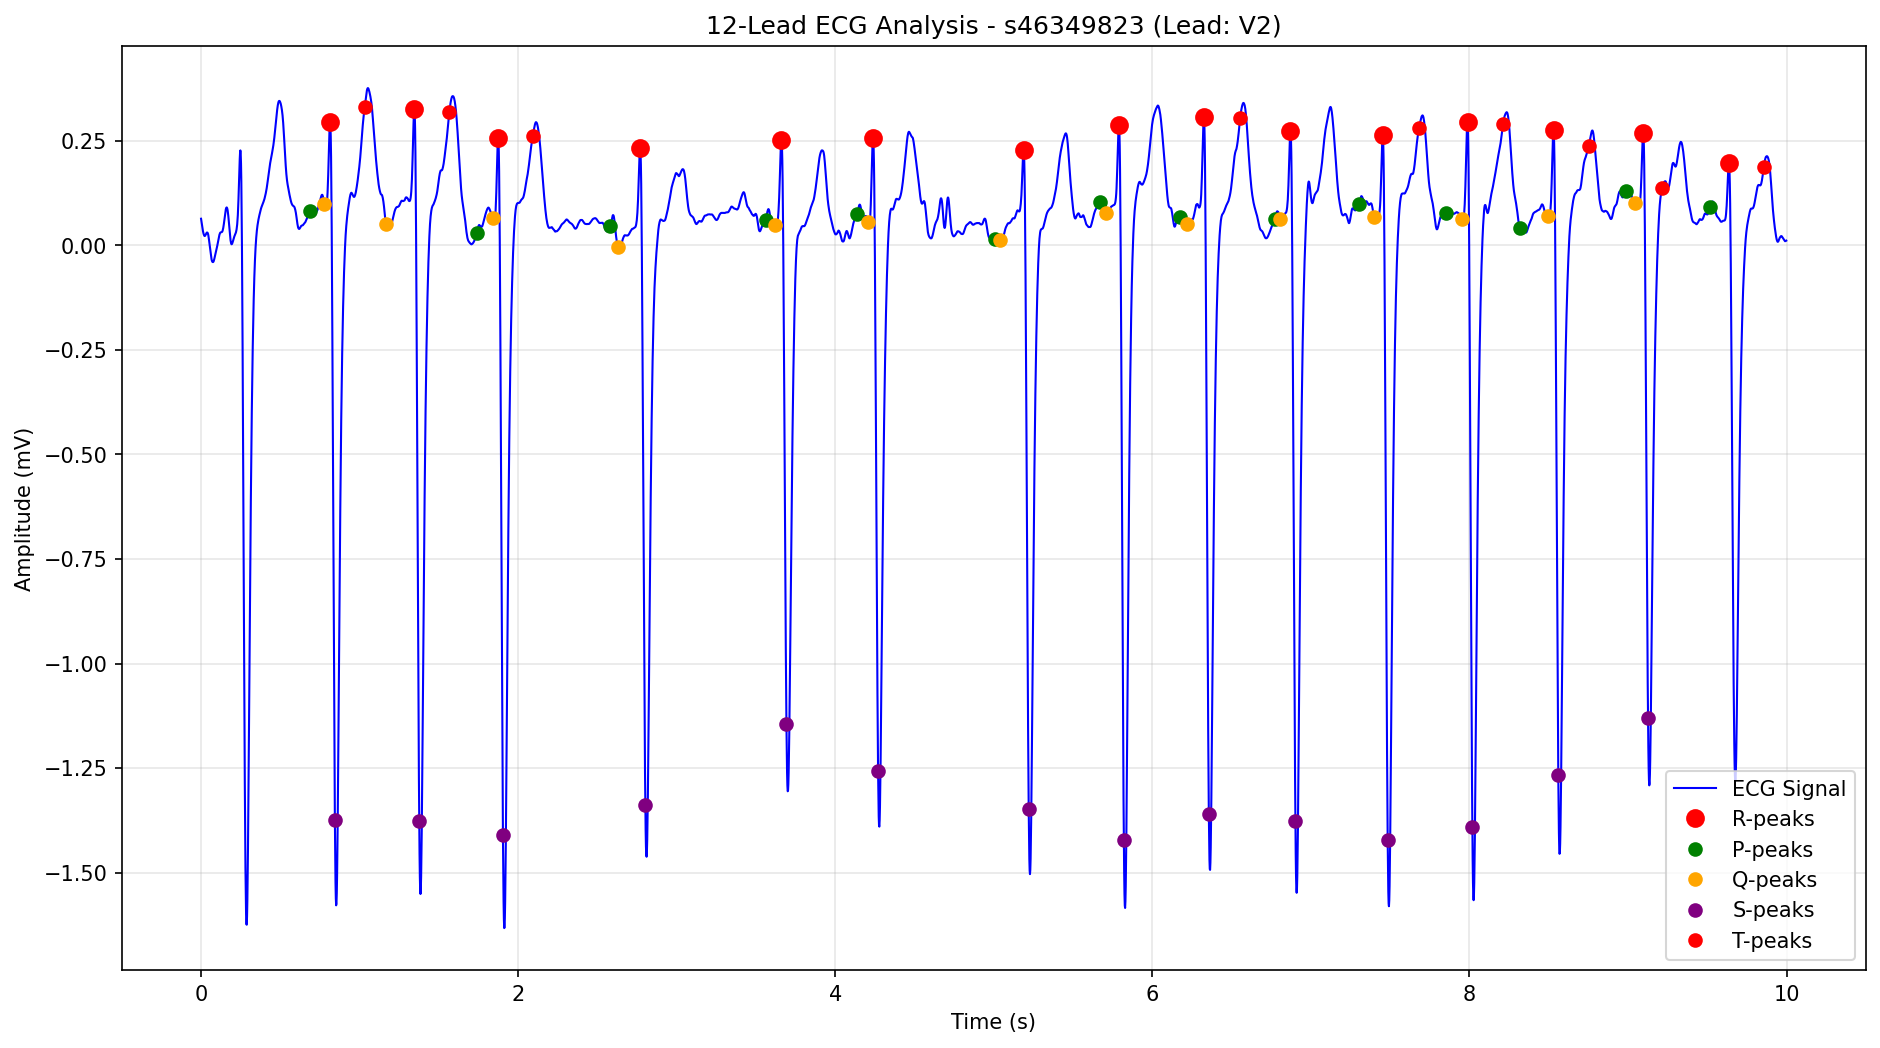 12-Lead ECG Analysis - s46349823 (Lead: V2)
Amplitude (mV)
0.25
0.00
−0.25
−0.50
−0.75
−1.00
−1.25
−1.50
ECG Signal
R-peaks
P-peaks
Q-peaks
S-peaks
T-peaks
0 2 4 6 8 10
Time (s)